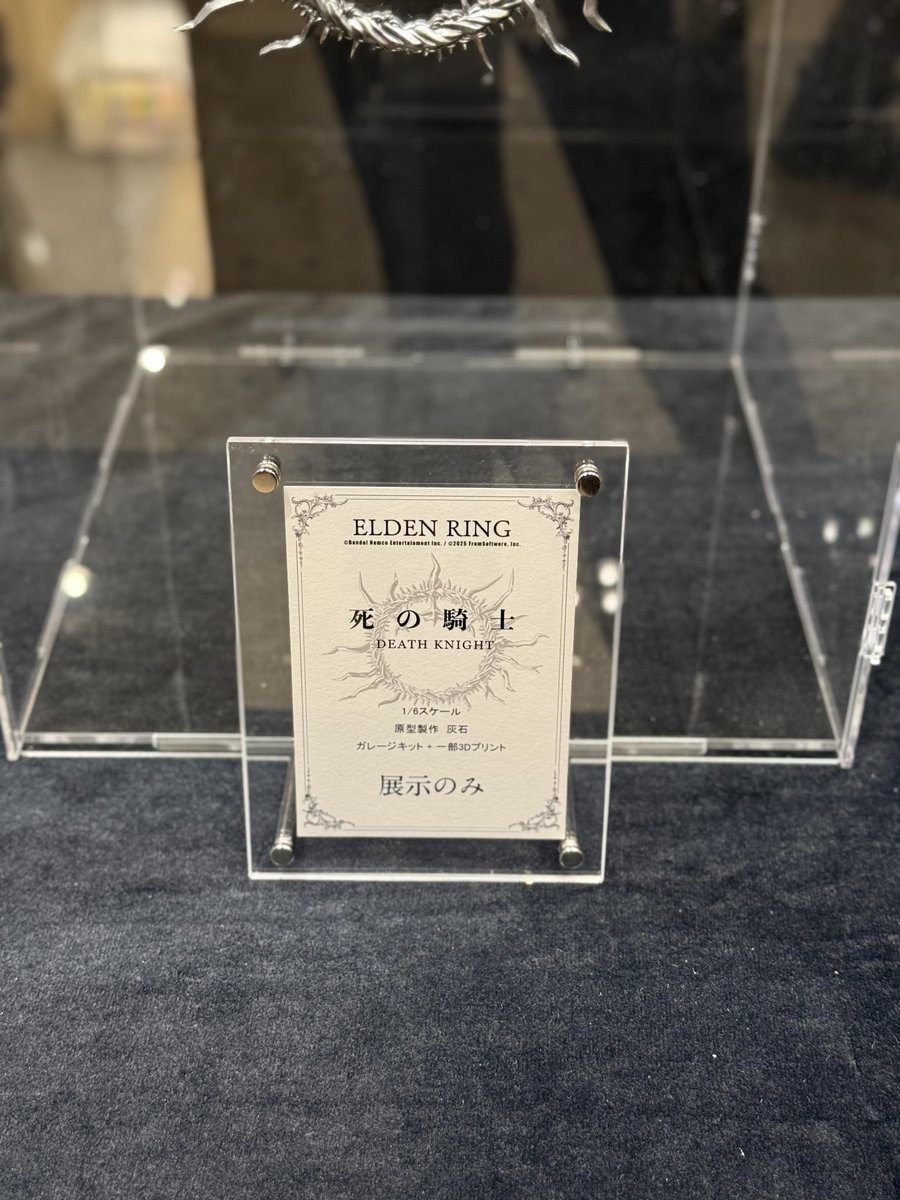 ELDEN RING
©Bandai Namco Entertainment Inc. / ©2025 FromSoftware, Inc.
死の騎士
DEATH KNIGHT
1/6スケール
原型製作 灰石
ガレージキット + 一部3Dプリント
展示のみ